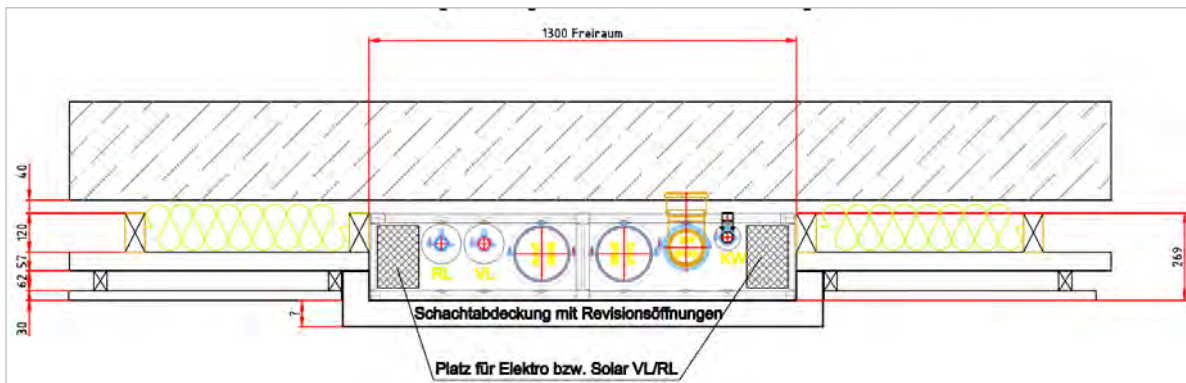 1300 Freiraum
40
120
57
62
30
?
269
RL
VL
KW
Schachtabdeckung mit Revisionsöffnungen
Platz für Elektro bzw. Solar VL/RL